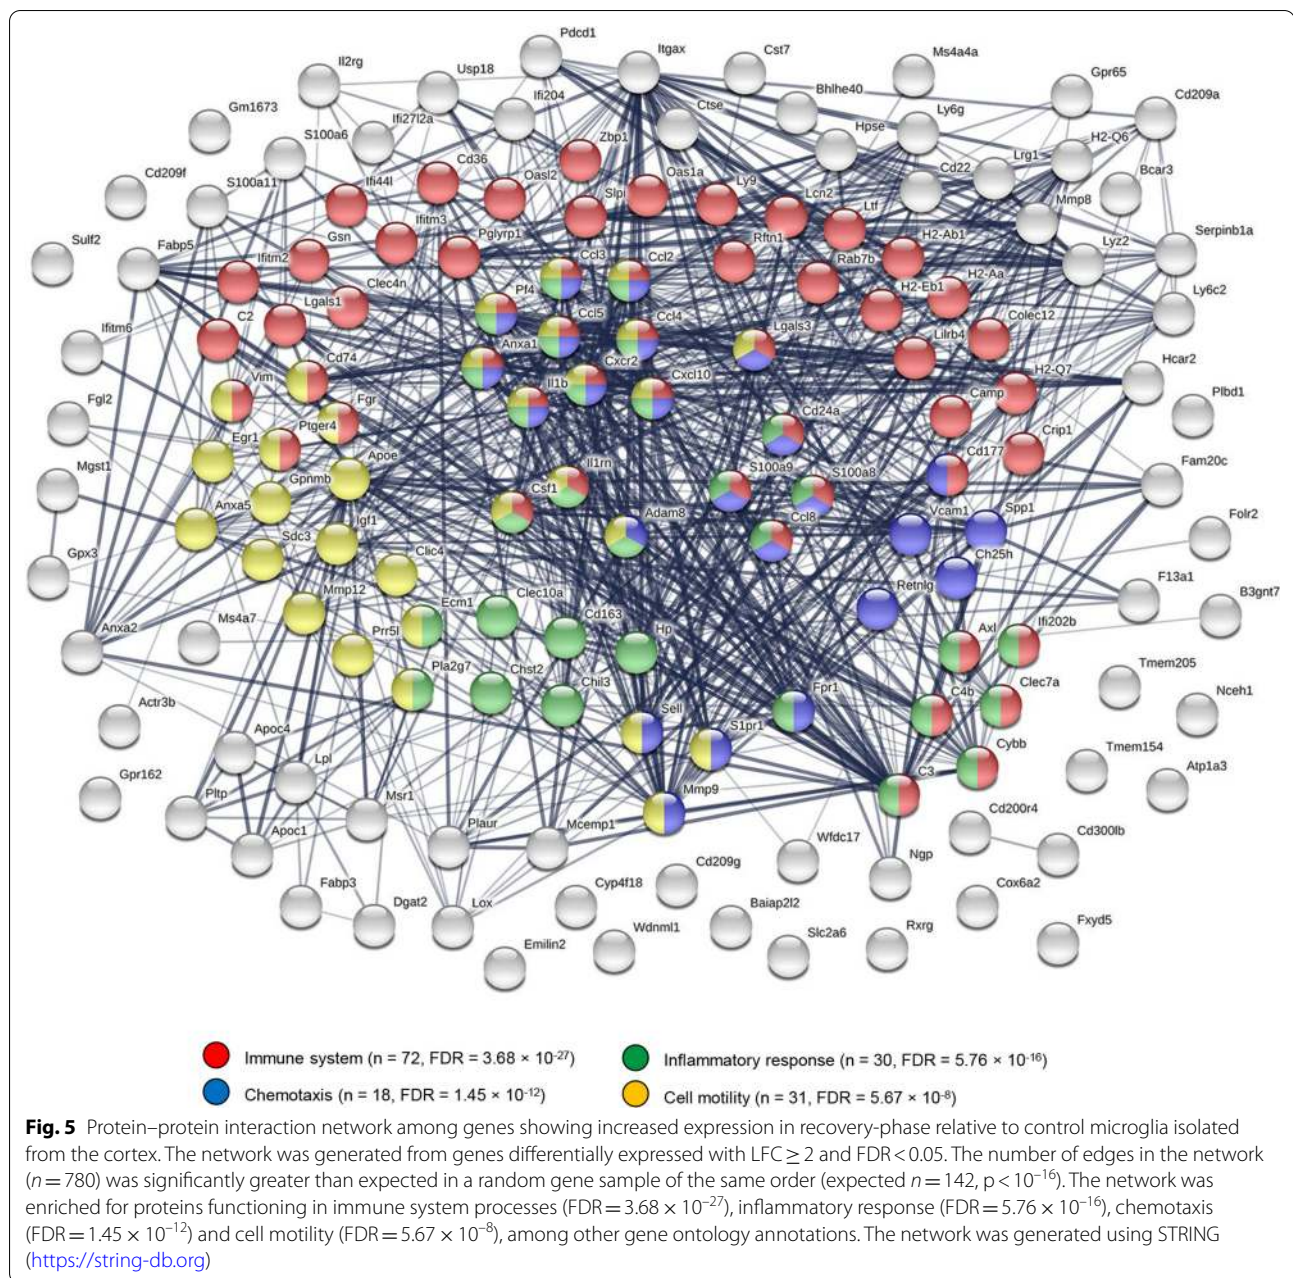 Pdcd1
Itgax
Cst7
Ms4a4a
Il2rg
Usp18
Gpr65
Ifi204
Bhlhe40
Cd209a
Gm1673
Ifi27l2a
Ctse
Ly6g
S100a6
Zbp1
Hpse
H2-Q6
Cd36
Cd22
Lrg1
Cd209f
S100a11
Ifi44l
Oasl2
Slpi
Oas1a
Ly9
Lcn2
Bcar3
Mmp8
Ltf
Sulf2
Fabp5
Gsn
Ifitm3
Pglyrp1
Rftn1
H2-Ab1
Lyz2
Serpinb1a
Ifitm2
Ccl3
Ccl2
Rab7b
H2-Aa
Clec4n
Pf4
H2-Eb1
Ly6c2
Lgals1
C2
Ccl5
Ccl4
Colec12
Ifitm6
Anxa1
Lgals3
Lilrb4
Cd74
Cxcr2
Hcar2
Vim
Il1b
Cxcl10
H2-Q7
Fgl2
Fgr
Camp
Plbd1
Ptger4
Cd24a
Crip1
Egr1
Apoe
Cd177
Mgst1
Gpnmb
Il1rn
S100a9
S100a8
Fam20c
Anxa5
Csf1
Vcam1
Spp1
Igf1
Adam8
Ccl8
Folr2
Gpx3
Sdc3
Clic4
Ch25h
Mmp12
Clec10a
Retnlg
F13a1
Ecm1
Cd163
B3gnt7
Anxa2
Ms4a7
Prr5l
Hp
Axl
Ifi202b
Pla2g7
Chst2
Chil3
Fpr1
Clec7a
Tmem205
Actr3b
Sell
C4b
Nceh1
Apoc4
S1pr1
Cybb
Tmem154
Gpr162
Lpl
C3
Atp1a3
Pltp
Msr1
Mmp9
Cd200r4
Apoc1
Plaur
Mcemp1
Wfdc17
Cd300lb
Ngp
Cd209g
Fabp3
Cyp4f18
Cox6a2
Dgat2
Lox
Baiap2l2
Wdnml1
Slc2a6
Rxrg
Fxyd5
Emilin2
Immune system (n = 72, FDR = 3.68 × 10⁻²⁷)
Inflammatory response (n = 30, FDR = 5.76 × 10⁻¹⁶)
Chemotaxis (n = 18, FDR = 1.45 × 10⁻¹²)
Cell motility (n = 31, FDR = 5.67 × 10⁻⁸)
Fig. 5 Protein–protein interaction network among genes showing increased expression in recovery-phase relative to control microglia isolated
from the cortex. The network was generated from genes differentially expressed with LFC ≥ 2 and FDR < 0.05. The number of edges in the network
(n = 780) was significantly greater than expected in a random gene sample of the same order (expected n = 142, p < 10⁻¹⁶). The network was
enriched for proteins functioning in immune system processes (FDR = 3.68 × 10⁻²⁷), inflammatory response (FDR = 5.76 × 10⁻¹⁶), chemotaxis
(FDR = 1.45 × 10⁻¹²) and cell motility (FDR = 5.67 × 10⁻⁸), among other gene ontology annotations. The network was generated using STRING
(https://string-db.org)